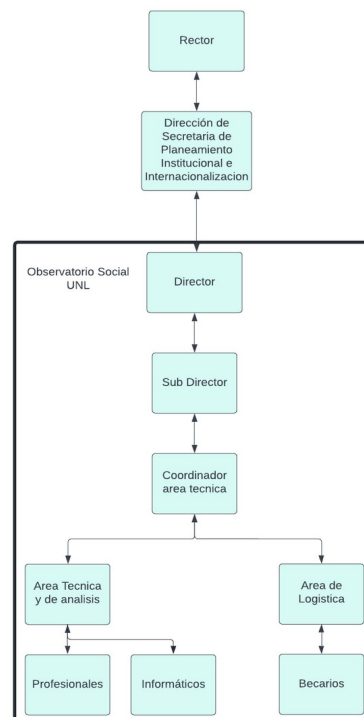 Rector
Dirección de
Secretaria de
Planeamiento
Institucional e
Internacionalizacion
Observatorio Social
UNL
Director
Sub Director
Coordinador
area tecnica
Area Tecnica
y de analisis
Area de
Logistica
Profesionales
Informáticos
Becarios